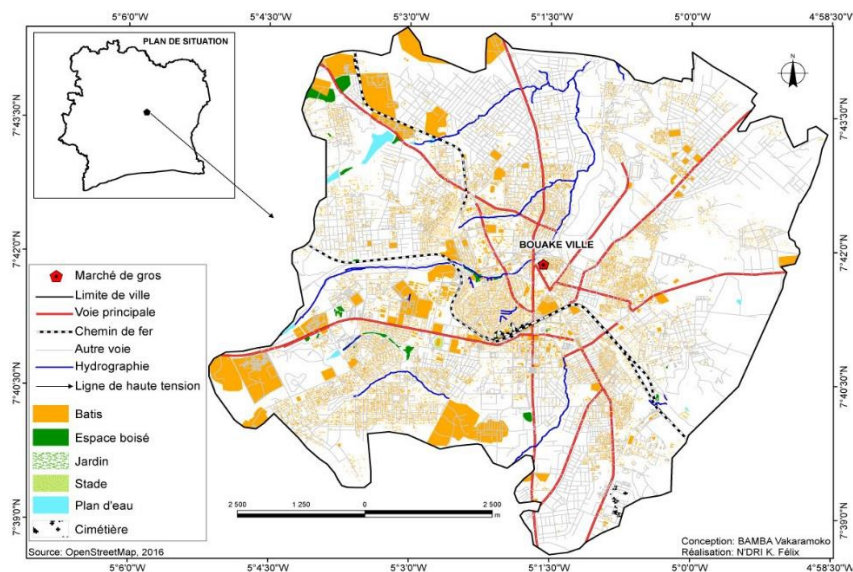 5°6'0"O 5°4'30"O 5°3'0"O 5°1'30"O 5°0'0"O 4°58'30"O
PLAN DE SITUATION
N
7°43'30"N 7°43'30"N
7°42'0"N 7°42'0"N
BOUAKE VILLE
Marché de gros
Limite de ville
Voie principale
Chemin de fer
Autre voie
Hydrographie
Ligne de haute tension
7°40'30"N 7°40'30"N
Batis
Espace boisé
Jardin
Stade
Plan d'eau
Cimétière
2 500 1 250 0 2 500
m
7°39'0"N 7°39'0"N
Source: OpenStreetMap, 2016
Conception: BAMBA Vakaramoko
Réalisation: N'DRI K. Félix
5°6'0"O 5°4'30"O 5°3'0"O 5°1'30"O 5°0'0"O 4°58'30"O